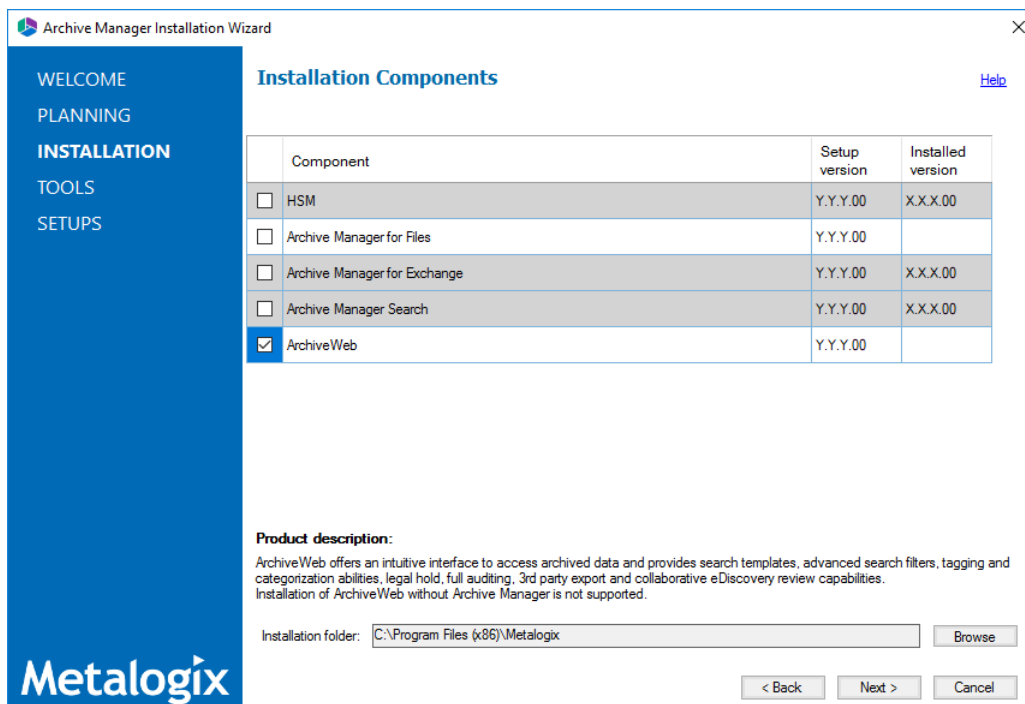 Archive Manager Installation Wizard
WELCOME
PLANNING
INSTALLATION
TOOLS
SETUPS
Metalogix
Installation Components
Help
Component Setup version Installed version
HSM Y.Y.Y.00 X.X.X.00
Archive Manager for Files Y.Y.Y.00
Archive Manager for Exchange Y.Y.Y.00 X.X.X.00
Archive Manager Search Y.Y.Y.00 X.X.X.00
ArchiveWeb Y.Y.Y.00
Product description:
ArchiveWeb offers an intuitive interface to access archived data and provides search templates, advanced search filters, tagging and
categorization abilities, legal hold, full auditing, 3rd party export and collaborative eDiscovery review capabilities.
Installation of ArchiveWeb without Archive Manager is not supported.
Installation folder: C:\Program Files (x86)\Metalogix Browse
< Back Next > Cancel